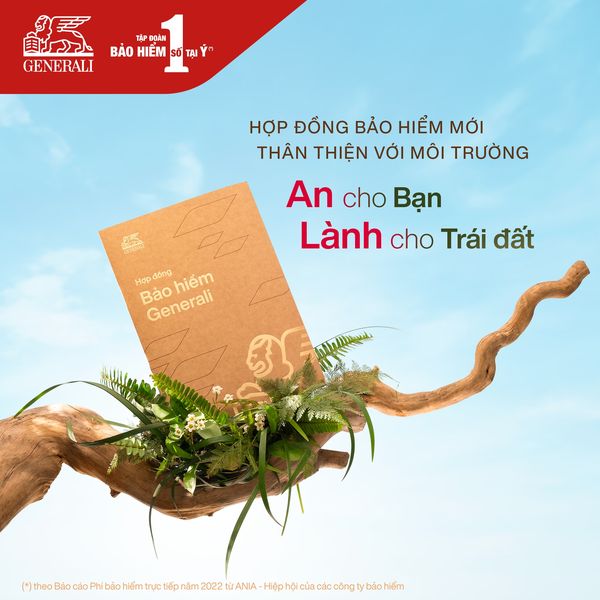 GENERALI
TẬP ĐOÀN
BẢO HIỂM SỐ 1 TẠI Ý(*)
HỢP ĐỒNG BẢO HIỂM MỚI
THÂN THIỆN VỚI MÔI TRƯỜNG
An cho Bạn
Lành cho Trái đất
GENERALI
Hợp đồng
Bảo hiểm
Generali
(*) theo Báo cáo Phí bảo hiểm trực tiếp năm 2022 từ ANIA - Hiệp hội của các công ty bảo hiểm